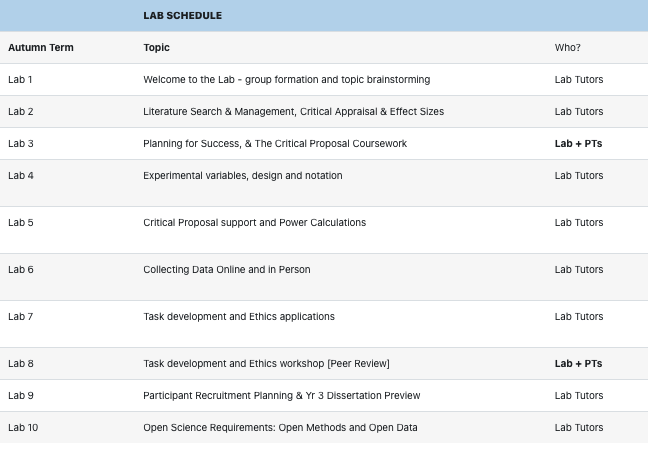 LAB SCHEDULE
Autumn Term Topic Who?
Lab 1 Welcome to the Lab - group formation and topic brainstorming Lab Tutors
Lab 2 Literature Search & Management, Critical Appraisal & Effect Sizes Lab Tutors
Lab 3 Planning for Success, & The Critical Proposal Coursework Lab + PTs
Lab 4 Experimental variables, design and notation Lab Tutors
Lab 5 Critical Proposal support and Power Calculations Lab Tutors
Lab 6 Collecting Data Online and in Person Lab Tutors
Lab 7 Task development and Ethics applications Lab Tutors
Lab 8 Task development and Ethics workshop [Peer Review] Lab + PTs
Lab 9 Participant Recruitment Planning & Yr 3 Dissertation Preview Lab Tutors
Lab 10 Open Science Requirements: Open Methods and Open Data Lab Tutors